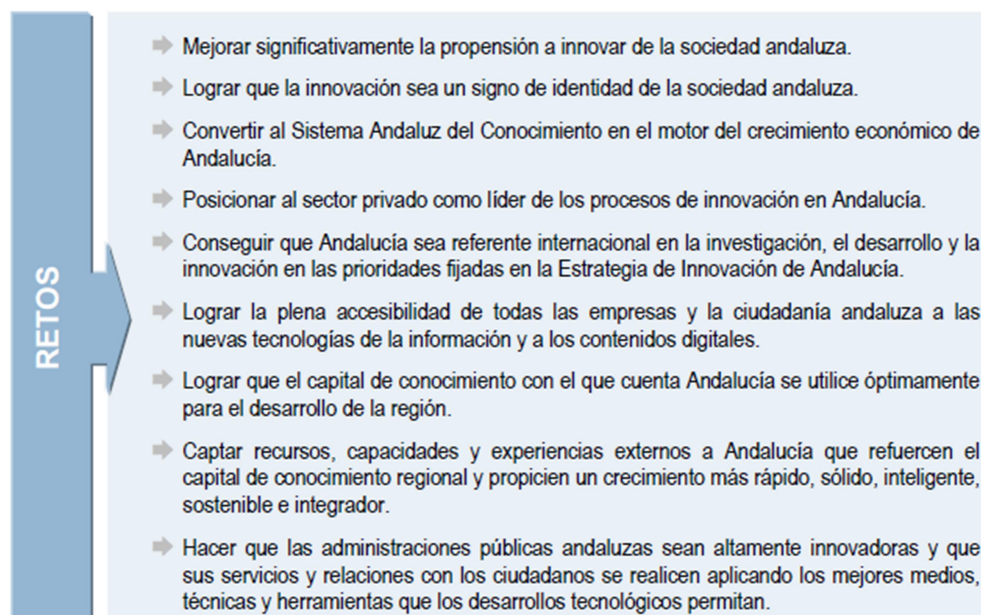 RETOS
Mejorar significativamente la propensión a innovar de la sociedad andaluza.
Lograr que la innovación sea un signo de identidad de la sociedad andaluza.
Convertir al Sistema Andaluz del Conocimiento en el motor del crecimiento económico de
Andalucía.
Posicionar al sector privado como líder de los procesos de innovación en Andalucía.
Conseguir que Andalucía sea referente internacional en la investigación, el desarrollo y la
innovación en las prioridades fijadas en la Estrategia de Innovación de Andalucía.
Lograr la plena accesibilidad de todas las empresas y la ciudadanía andaluza a las
nuevas tecnologías de la información y a los contenidos digitales.
Lograr que el capital de conocimiento con el que cuenta Andalucía se utilice óptimamente
para el desarrollo de la región.
Captar recursos, capacidades y experiencias externos a Andalucía que refuercen el
capital de conocimiento regional y propicien un crecimiento más rápido, sólido, inteligente,
sostenible e integrador.
Hacer que las administraciones públicas andaluzas sean altamente innovadoras y que
sus servicios y relaciones con los ciudadanos se realicen aplicando los mejores medios,
técnicas y herramientas que los desarrollos tecnológicos permitan.